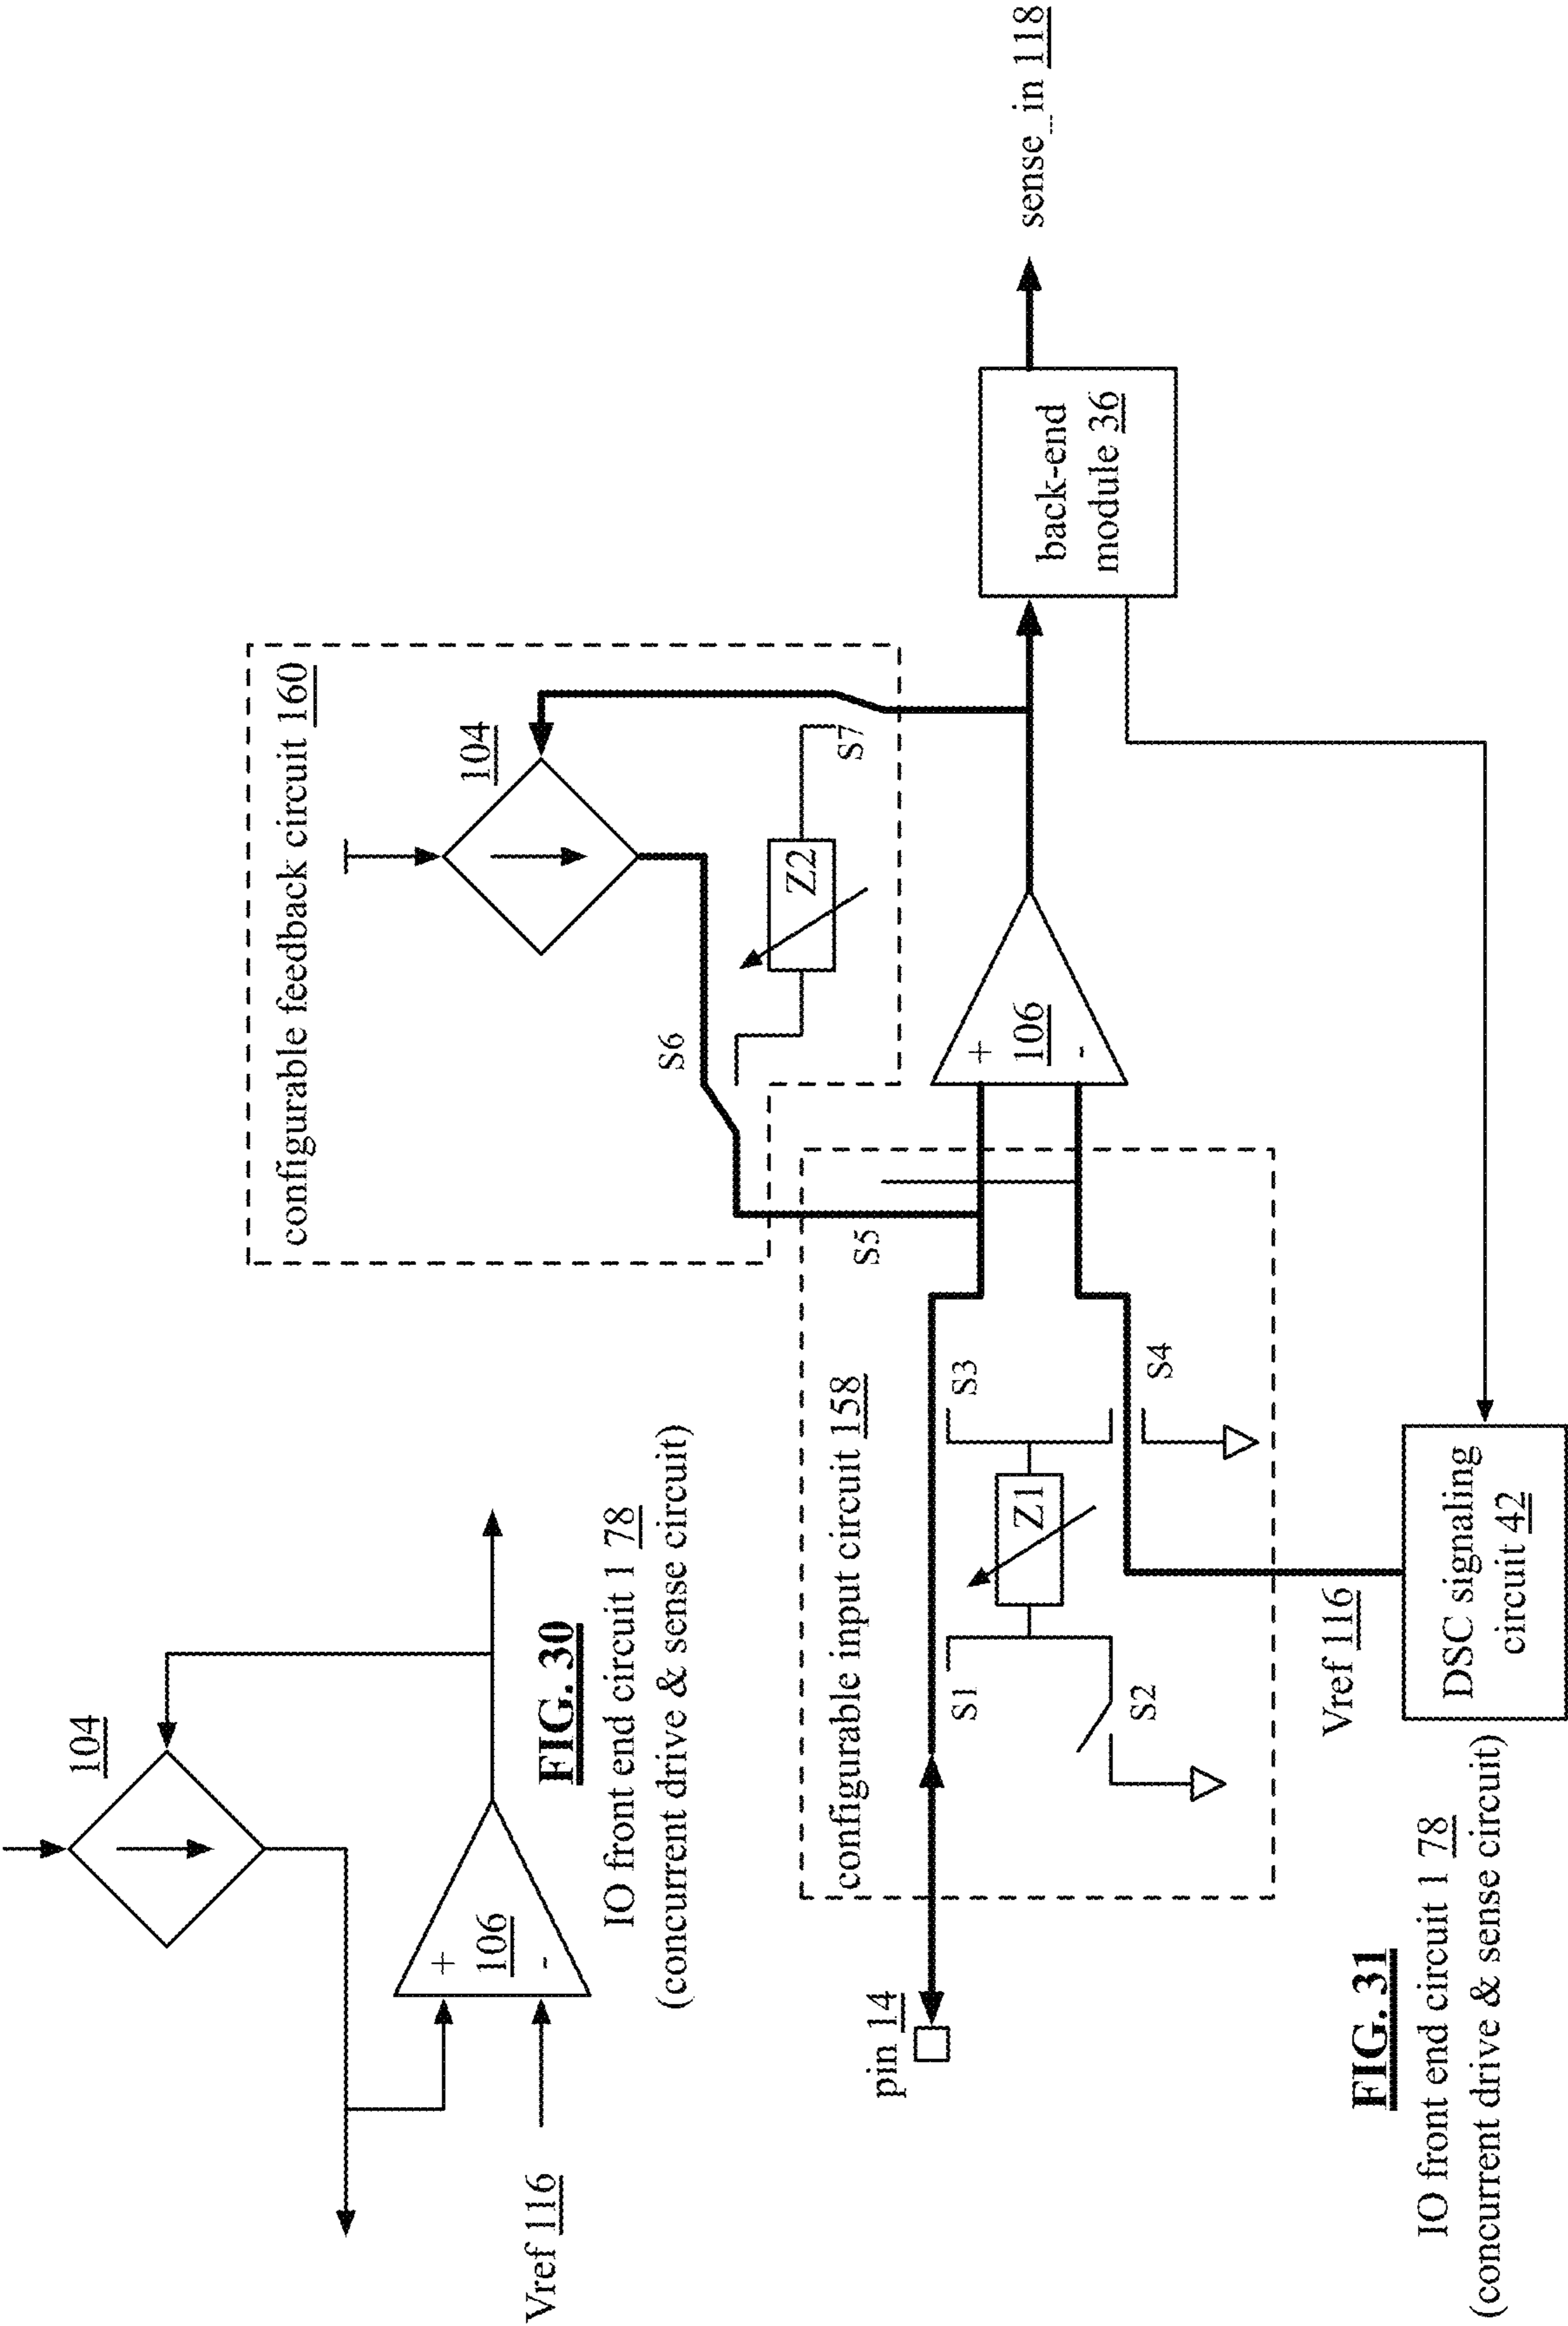 104
106
+
-
Vref 116
FIG. 30
IO front end circuit 1 78
(concurrent drive & sense circuit)
configurable feedback circuit 160
104
S6
Z2
S7
S5
106
+
-
back-end
module 36
sense_in 118
configurable input circuit 158
S1
S2
Z1
S3
S4
pin 14
Vref 116
DSC signaling
circuit 42
FIG. 31
IO front end circuit 1 78
(concurrent drive & sense circuit)